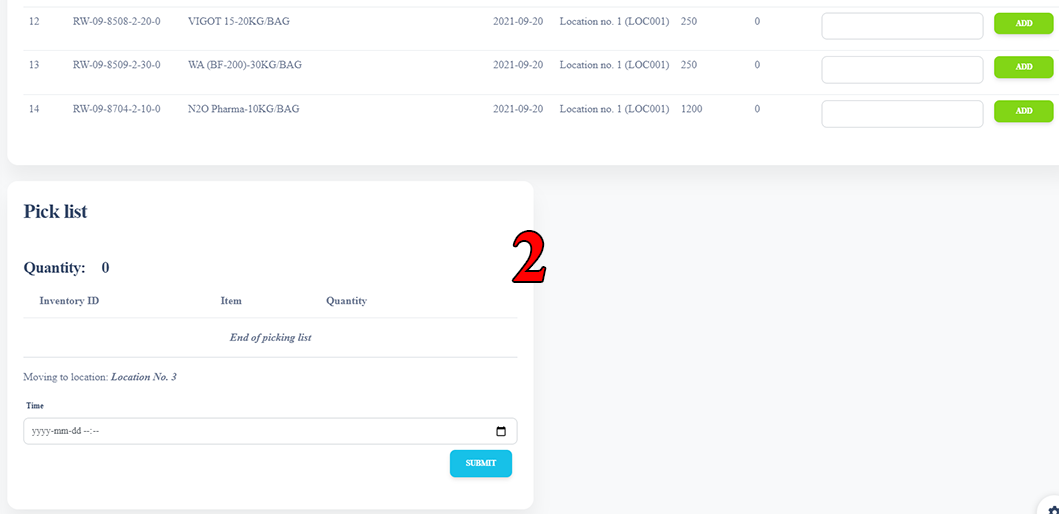 12 RW-09-8508-2-20-0 VIGOT 15-20KG/BAG 2021-09-20 Location no. 1 (LOC001) 250 0 ADD
13 RW-09-8509-2-30-0 WA (BF-200)-30KG/BAG 2021-09-20 Location no. 1 (LOC001) 250 0 ADD
14 RW-09-8704-2-10-0 N2O Pharma-10KG/BAG 2021-09-20 Location no. 1 (LOC001) 1200 0 ADD
Pick list
2
Quantity: 0
Inventory ID Item Quantity
End of picking list
Moving to location: Location No. 3
Time
yyyy-mm-dd --:--
SUBMIT